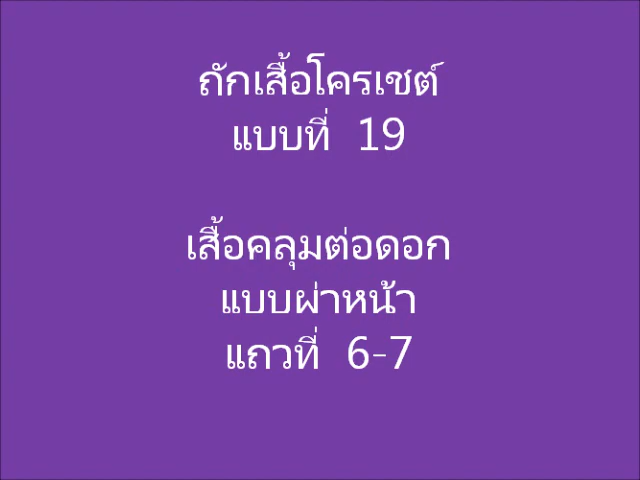 ถักเสื้อโครเชต์
แบบที่ 19
เสื้อคลุมต่อดอก
แบบผ่าหน้า
แถวที่ 6-7